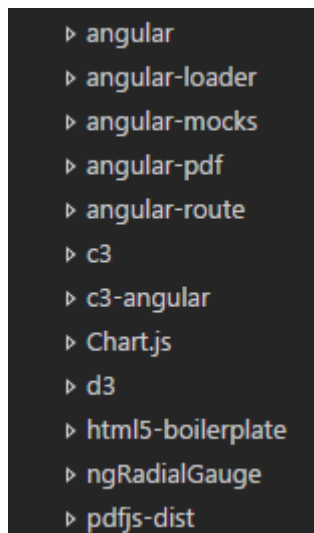 angular
angular-loader
angular-mocks
angular-pdf
angular-route
c3
c3-angular
Chart.js
d3
html5-boilerplate
ngRadialGauge
pdfjs-dist